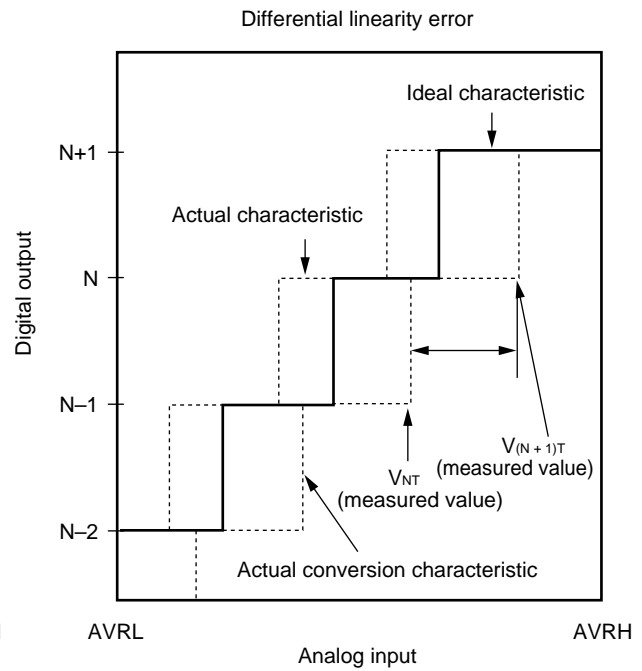 Differential linearity error
Ideal characteristic
N+1
Actual characteristic
N
Digital output
N–1
V(N + 1)T
(measured value)
VNT
(measured value)
N–2
Actual conversion characteristic
AVRL
AVRH
Analog input